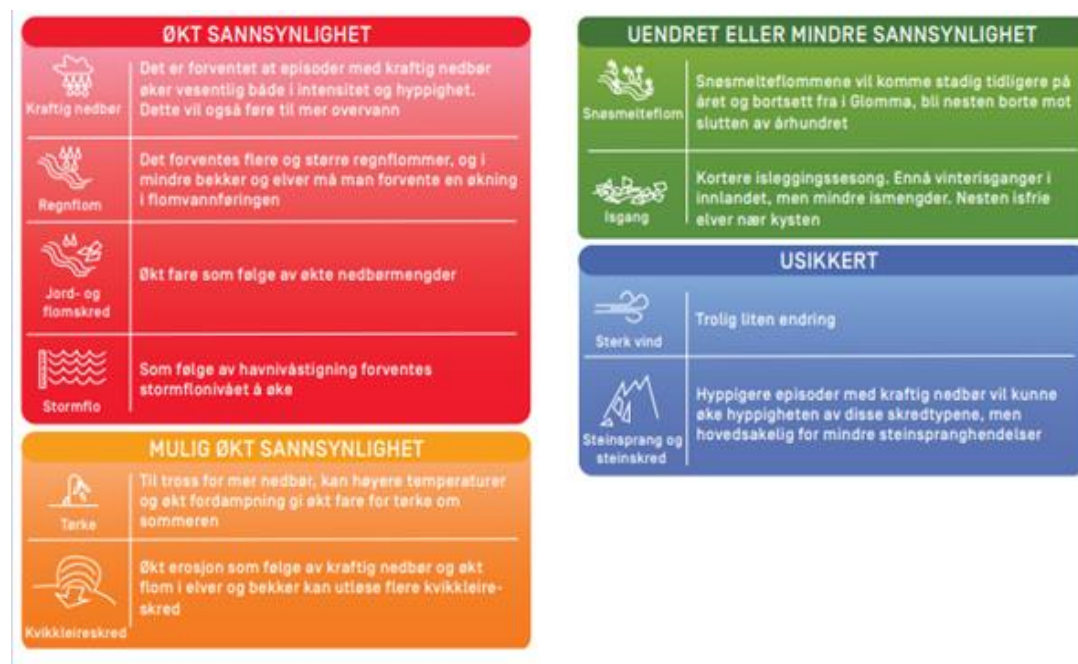 ØKT SANNSYNLIGHET
Kraftig nedbør
Det er forventet at episoder med kraftig nedbør
øker vesentlig både i intensitet og hyppighet.
Dette vil også føre til mer overvann
Regnflom
Det forventes flere og større regnflommer, og i
mindre bekker og elver må man forvente en økning
i flomvannføringen
Jord- og
flomskred
Økt fare som følge av økte nedbørmengder
Stormflo
Som følge av havnivåstigning forventes
stormflonivået å øke
MULIG ØKT SANNSYNLIGHET
Tørke
Til tross for mer nedbør, kan høyere temperaturer
og økt fordampning gi økt fare for tørke om
sommeren
Kvikkleireskred
Økt erosjon som følge av kraftig nedbør og økt
flom i elver og bekker kan utløse flere kvikkleire-
skred
UENDRET ELLER MINDRE SANNSYNLIGHET
Snøsmelteflom
Snøsmelteflommene vil komme stadig tidligere på
året og bortsett fra i Glomma, bli nesten borte mot
slutten av århundret
Isgang
Kortere isleggingssesong. Ennå vinterisganger i
innlandet, men mindre ismengder. Nesten isfrie
elver nær kysten
USIKKERT
Sterk vind
Trolig liten endring
Steinsprang og
steinskred
Hyppigere episoder med kraftig nedbør vil kunne
øke hyppigheten av disse skredtypene, men
hovedsakelig for mindre steinspranghendelser